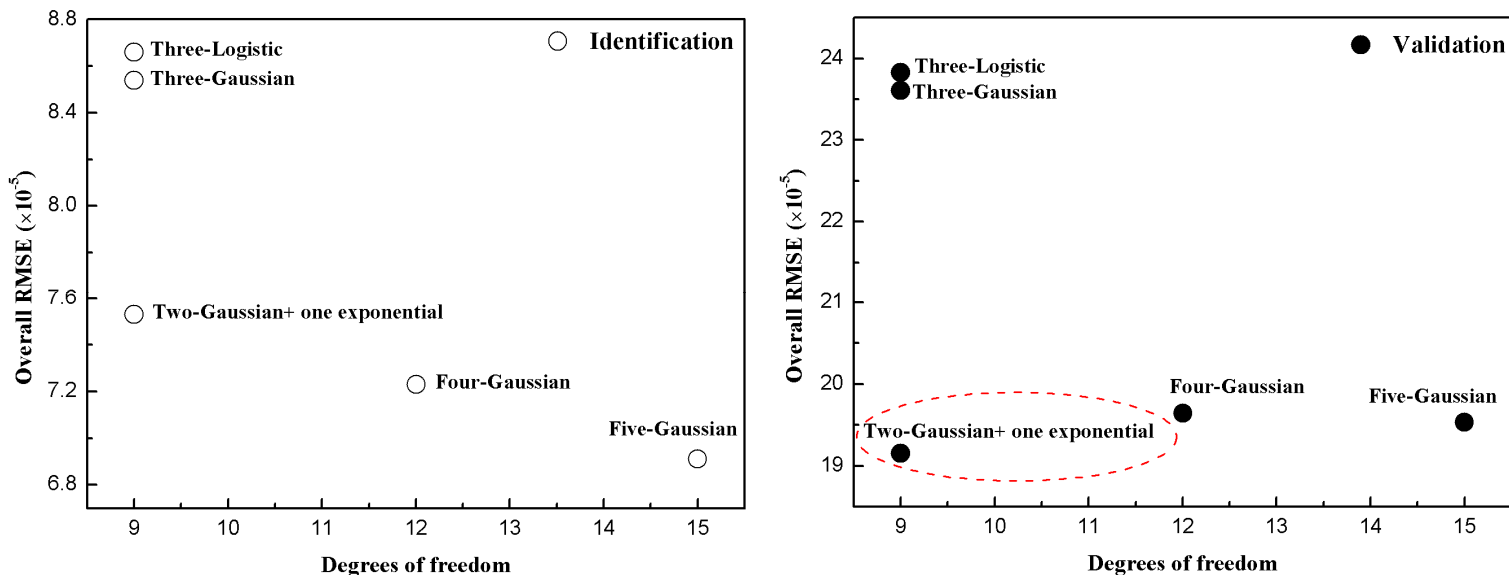 8.8
8.4
8.0
7.6
7.2
6.8
Overall RMSE (×10⁻⁵)
Identification
Three-Logistic
Three-Gaussian
Two-Gaussian+ one exponential
Four-Gaussian
Five-Gaussian
9 10 11 12 13 14 15
Degrees of freedom
24
23
22
21
20
19
Overall RMSE (×10⁻⁵)
Validation
Three-Logistic
Three-Gaussian
Four-Gaussian
Five-Gaussian
Two-Gaussian+ one exponential
9 10 11 12 13 14 15
Degrees of freedom